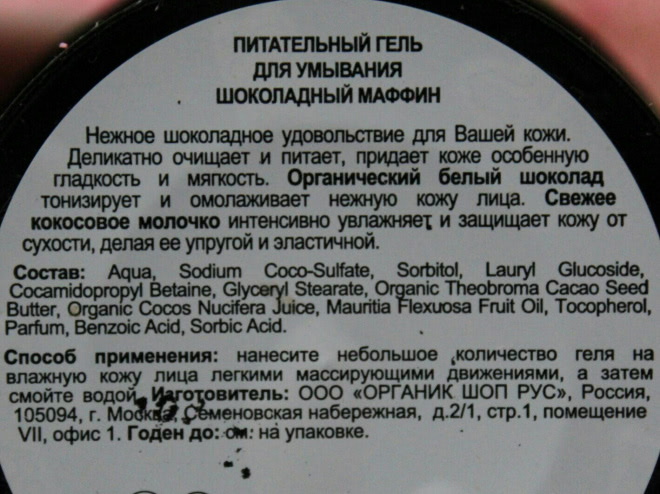 ПИТАТЕЛЬНЫЙ ГЕЛЬ
ДЛЯ УМЫВАНИЯ
ШОКОЛАДНЫЙ МАФФИН
Нежное шоколадное удовольствие для Вашей кожи.
Деликатно очищает и питает, придает коже особенную
гладкость и мягкость. Органический белый шоколад
тонизирует и омолаживает нежную кожу лица. Свежее
кокосовое молочко интенсивно увлажняет и защищает кожу от
сухости, делая ее упругой и эластичной.
Состав: Aqua, Sodium Coco-Sulfate, Sorbitol, Lauryl Glucoside,
Cocamidopropyl Betaine, Glyceryl Stearate, Organic Theobroma Cacao Seed
Butter, Organic Cocos Nucifera Juice, Mauritia Flexuosa Fruit Oil, Tocopherol,
Parfum, Benzoic Acid, Sorbic Acid.
Способ применения: нанесите небольшое количество геля на
влажную кожу лица легкими массирующими движениями, а затем
смойте водой. Изготовитель: ООО «ОРГАНИК ШОП РУС», Россия,
105094, г. Москва, Семеновская набережная, д.2/1, стр.1, помещение
VII, офис 1. Годен до: см. на упаковке.